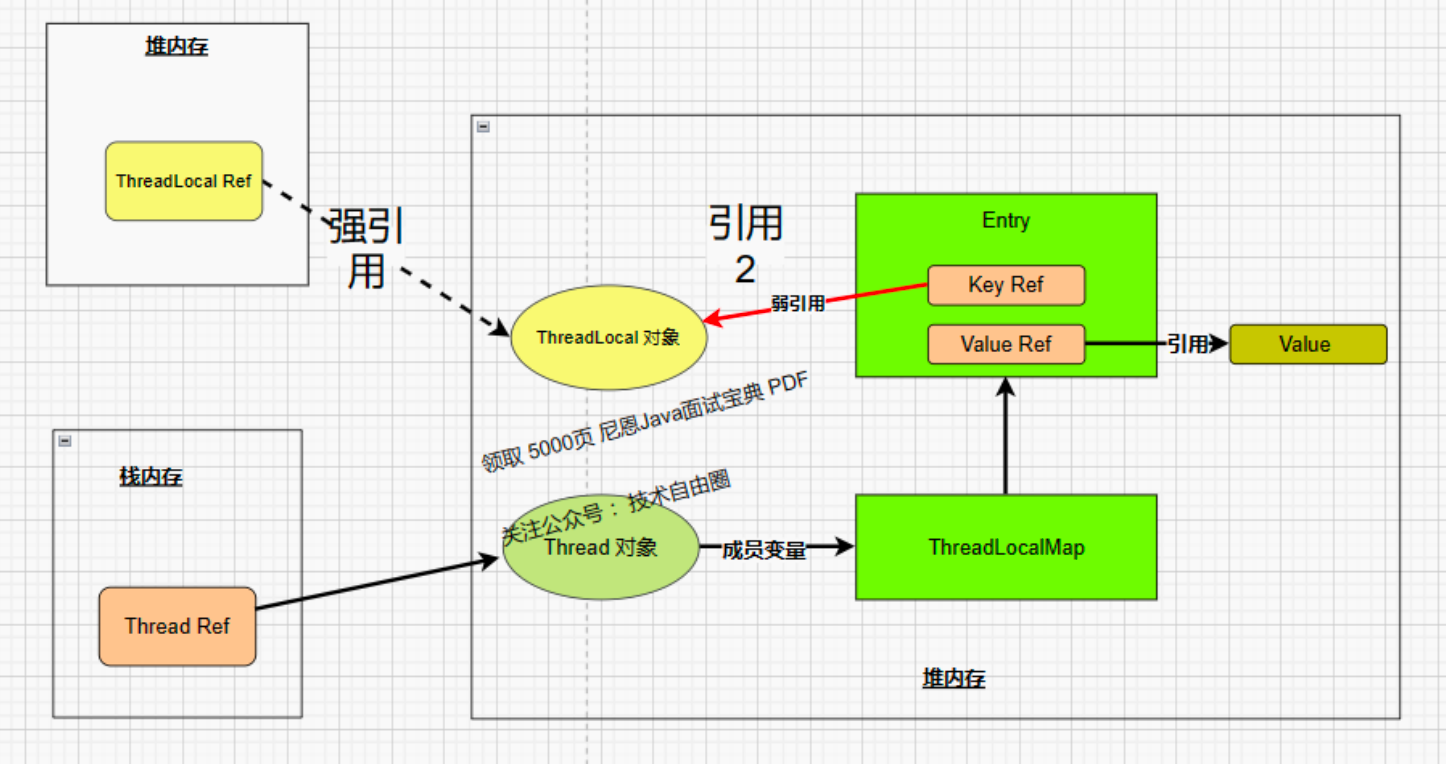 堆内存
ThreadLocal Ref
强引
用
引用
2
Entry
Key Ref
弱引用
ThreadLocal 对象
Value Ref
引用
Value
领取 5000页 尼恩Java面试宝典 PDF
关注公众号： 技术自由圈
栈内存
Thread 对象
成员变量
ThreadLocalMap
Thread Ref
堆内存